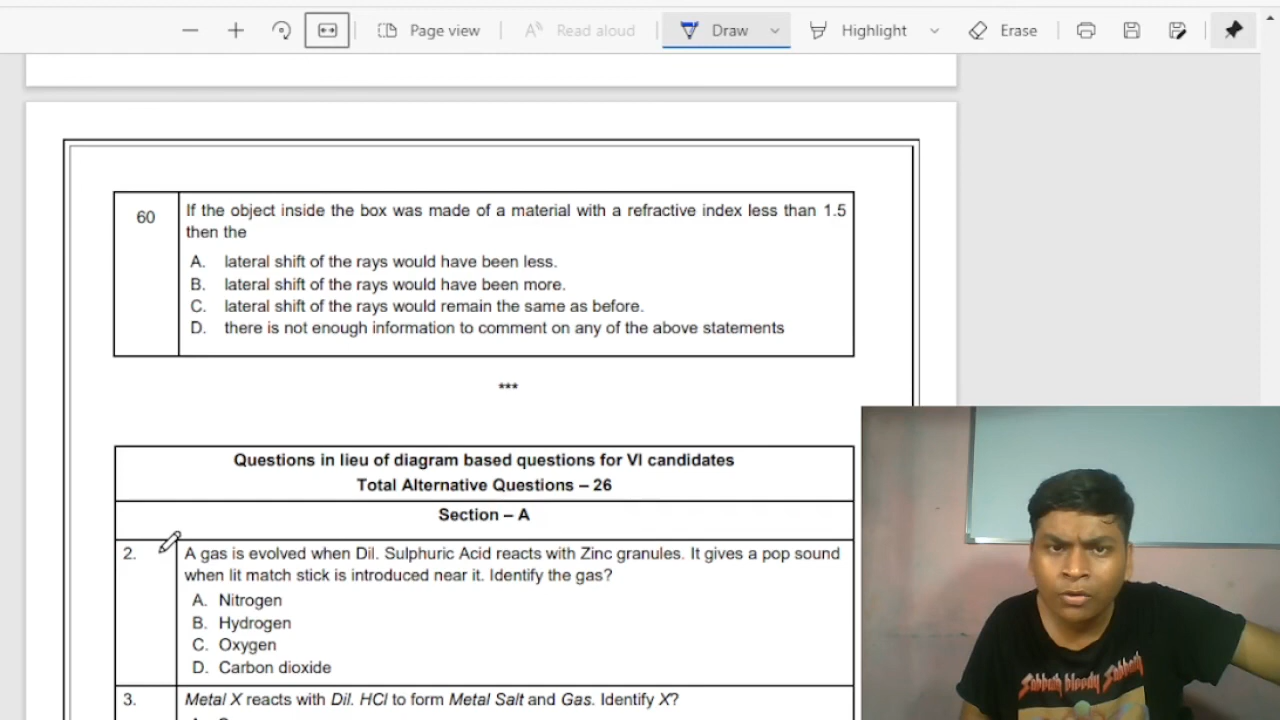 Page view
Read aloud
Draw
Highlight
Erase
60
If the object inside the box was made of a material with a refractive index less than 1.5
then the
A. lateral shift of the rays would have been less.
B. lateral shift of the rays would have been more.
C. lateral shift of the rays would remain the same as before.
D. there is not enough information to comment on any of the above statements
***
Questions in lieu of diagram based questions for VI candidates
Total Alternative Questions – 26
Section – A
2. A gas is evolved when Dil. Sulphuric Acid reacts with Zinc granules. It gives a pop sound
when lit match stick is introduced near it. Identify the gas?
A. Nitrogen
B. Hydrogen
C. Oxygen
D. Carbon dioxide
3. Metal X reacts with Dil. HCl to form Metal Salt and Gas. Identify X?
Sabbath bloody Sabbath